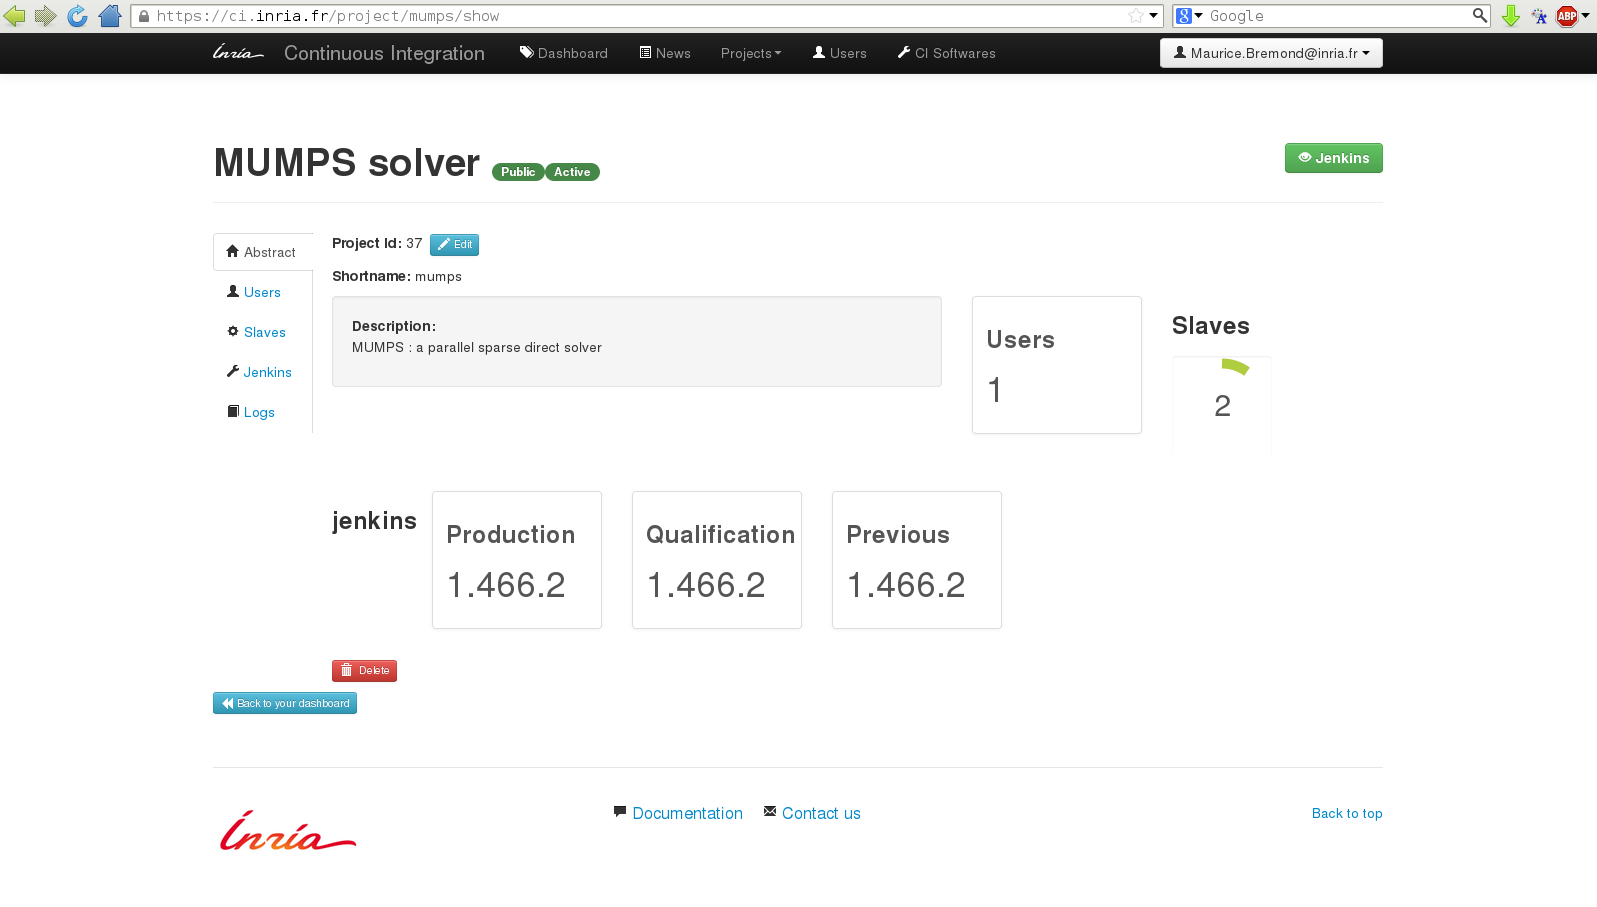 https://ci.inria.fr/project/mumps/show
Google
ABP
Inria Continuous Integration Dashboard News Projects Users CI Softwares Maurice.Bremond@inria.fr
MUMPS solver Public Active
Jenkins
Abstract
Users
Slaves
Jenkins
Logs
Project Id: 37 Edit
Shortname: mumps
Description:
MUMPS : a parallel sparse direct solver
Users
1
Slaves
2
jenkins
Production
1.466.2
Qualification
1.466.2
Previous
1.466.2
Delete
Back to your dashboard
Inria
Documentation Contact us Back to top